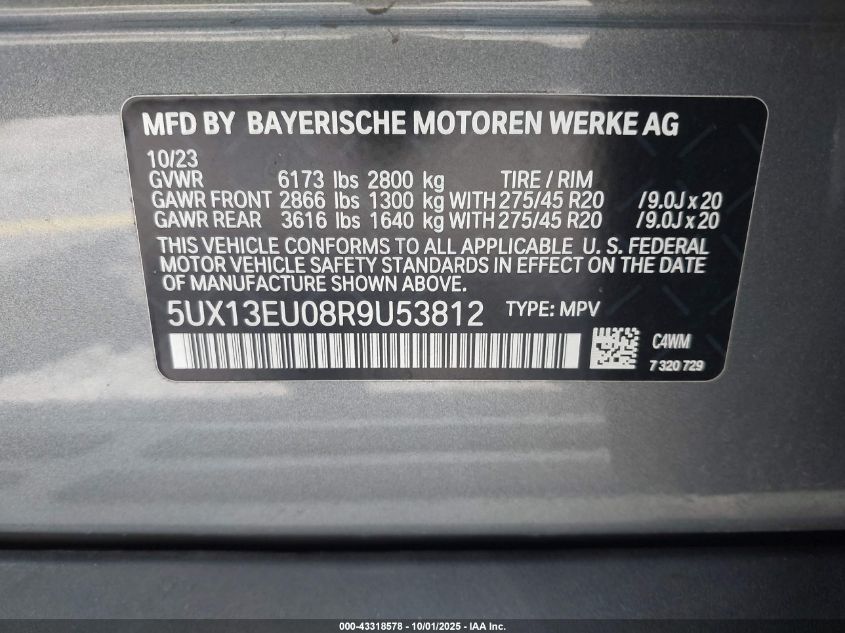 MFD BY BAYERISCHE MOTOREN WERKE AG
10/23
GVWR 6173 lbs 2800 kg TIRE / RIM
GAWR FRONT 2866 lbs 1300 kg WITH 275/45 R20 /9.0J x 20
GAWR REAR 3616 lbs 1640 kg WITH 275/45 R20 /9.0J x 20
THIS VEHICLE CONFORMS TO ALL APPLICABLE U. S. FEDERAL
MOTOR VEHICLE SAFETY STANDARDS IN EFFECT ON THE DATE
OF MANUFACTURE SHOWN ABOVE.
5UX13EU08R9U53812 TYPE: MPV
C4WM
7 320 729
000-43318578 - 10/01/2025 - IAA Inc.